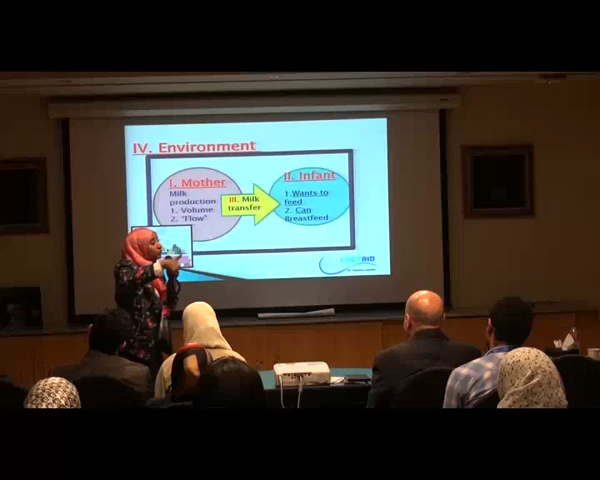 IV. Environment
I. Mother
Milk
production
1. Volume
2. "Flow"
III. Milk
transfer
II. Infant
1.Wants to
feed
2. Can
Breastfeed